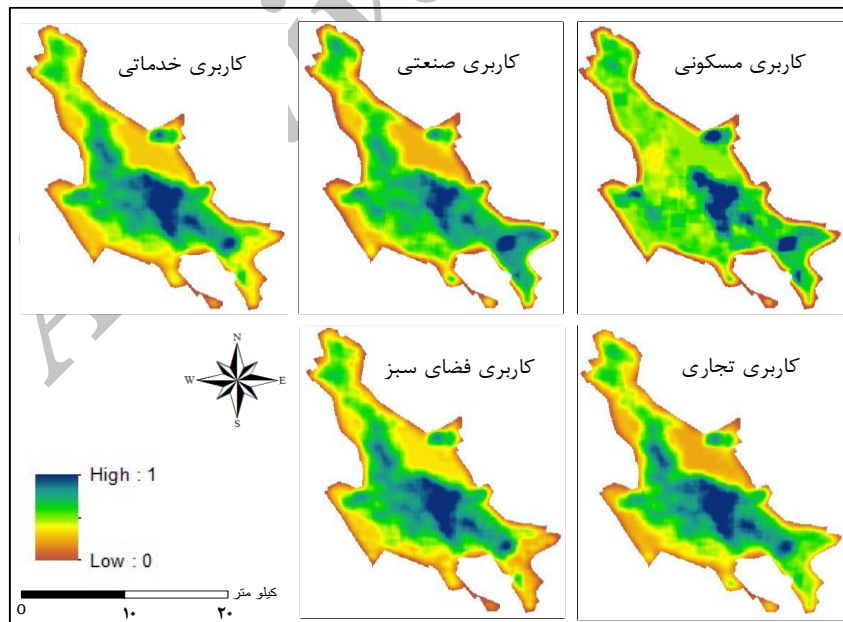 کاربری مسکونی
کاربری صنعتی
کاربری خدماتی
کاربری تجاری
کاربری فضای سبز
N
W E
S
High : 1
Low : 0
کیلو متر
0 ۱۰ ۲۰